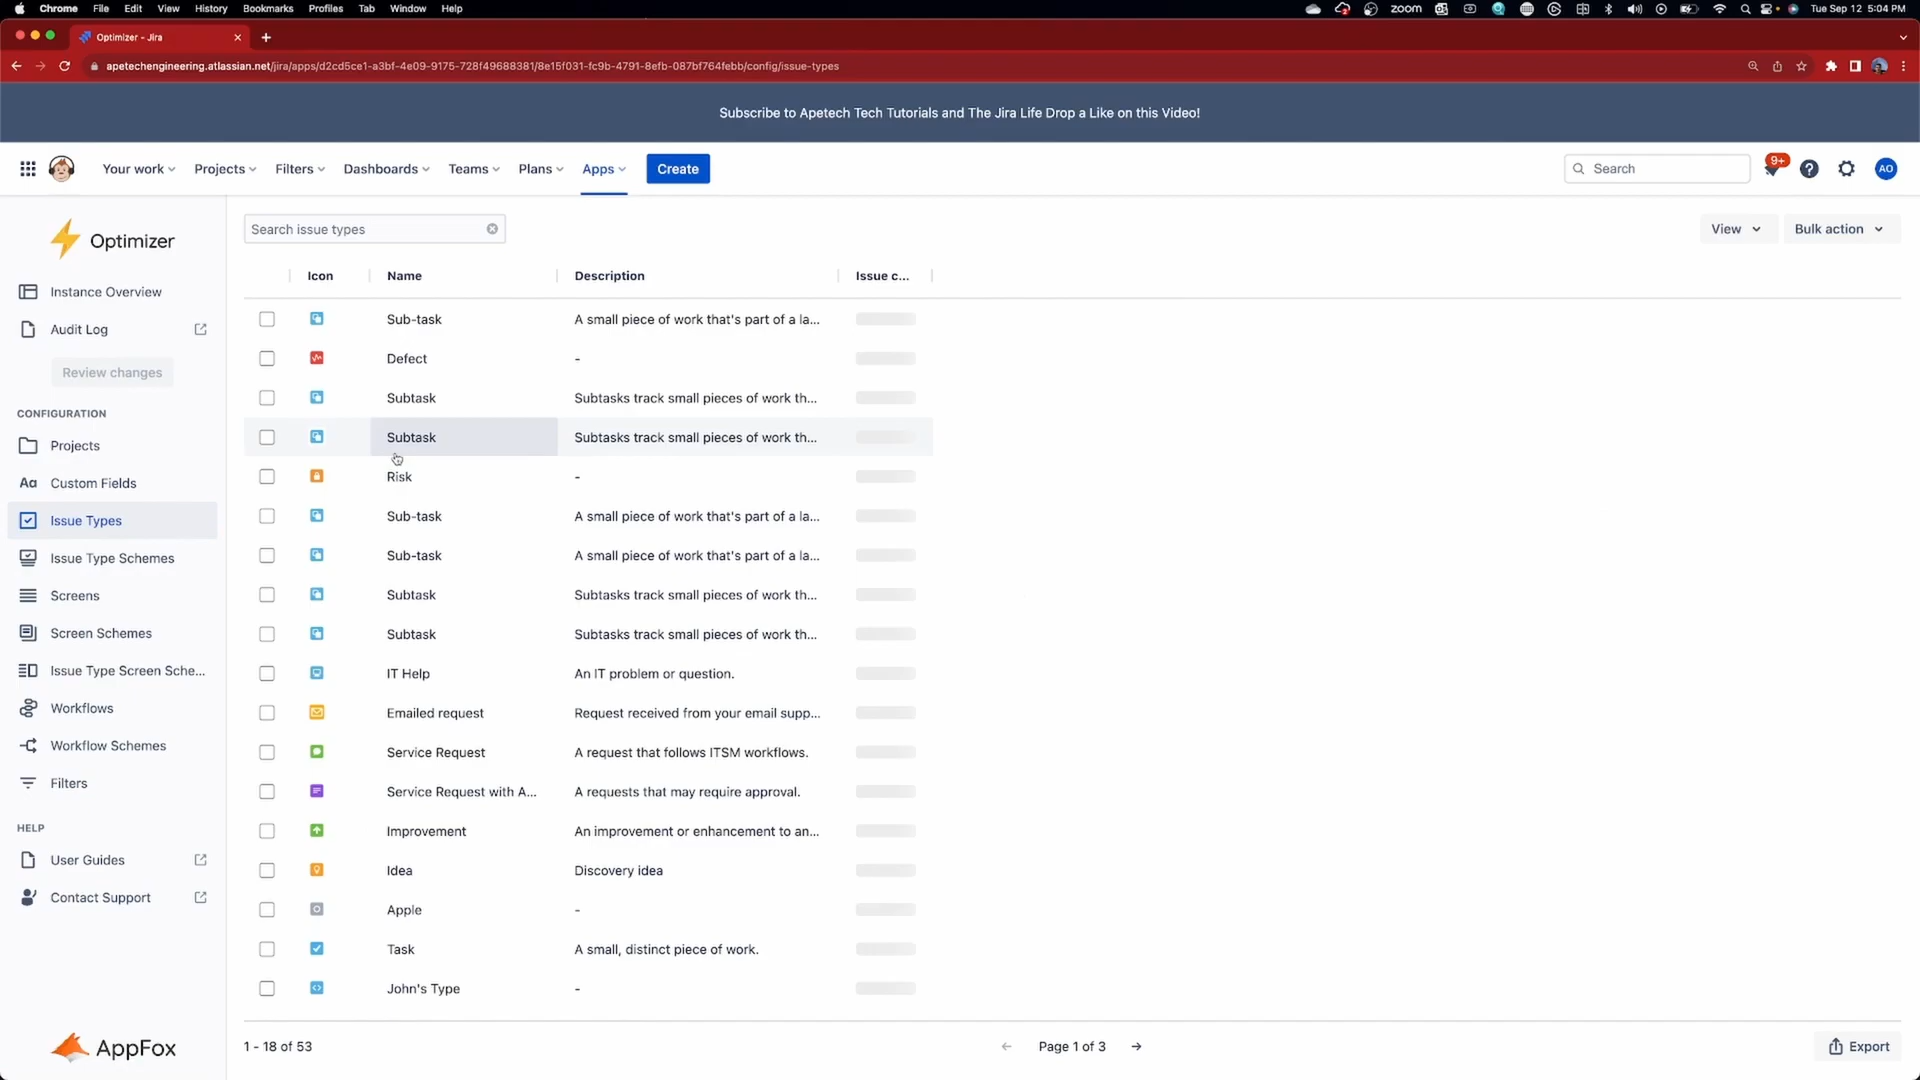 Chrome File Edit View History Bookmarks Profiles Tab Window Help
zoom
Tue Sep 12 5:04 PM
Optimizer - Jira
apetechengineering.atlassian.net/jira/apps/d2cd5ce1-a3bf-4e09-9175-728f49688381/8e15f031-fc9b-4791-8efb-087bf764febb/config/issue-types
Subscribe to Apetech Tech Tutorials and The Jira Life Drop a Like on this Video!
Your work Projects Filters Dashboards Teams Plans Apps Create
Search
9+
AO
Optimizer
Instance Overview
Audit Log
Review changes
CONFIGURATION
Projects
Custom Fields
Issue Types
Issue Type Schemes
Screens
Screen Schemes
Issue Type Screen Sche...
Workflows
Workflow Schemes
Filters
HELP
User Guides
Contact Support
AppFox
Search issue types
View
Bulk action
Icon Name Description Issue c...
Sub-task A small piece of work that's part of a la...
Defect -
Subtask Subtasks track small pieces of work th...
Subtask Subtasks track small pieces of work th...
Risk -
Sub-task A small piece of work that's part of a la...
Sub-task A small piece of work that's part of a la...
Subtask Subtasks track small pieces of work th...
Subtask Subtasks track small pieces of work th...
IT Help An IT problem or question.
Emailed request Request received from your email supp...
Service Request A request that follows ITSM workflows.
Service Request with A... A requests that may require approval.
Improvement An improvement or enhancement to an...
Idea Discovery idea
Apple -
Task A small, distinct piece of work.
John's Type -
1 - 18 of 53
Page 1 of 3
Export